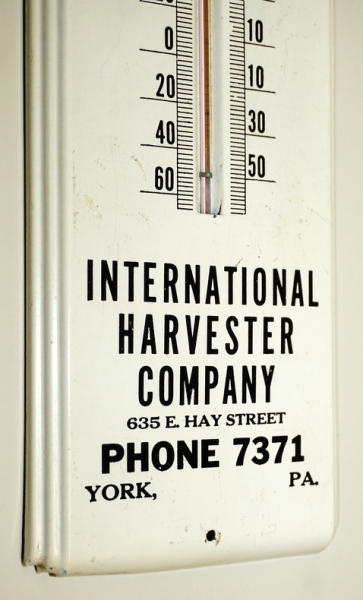 0 10
20 10
40 30
60 50
INTERNATIONAL
HARVESTER
COMPANY
635 E. HAY STREET
PHONE 7371
YORK, PA.